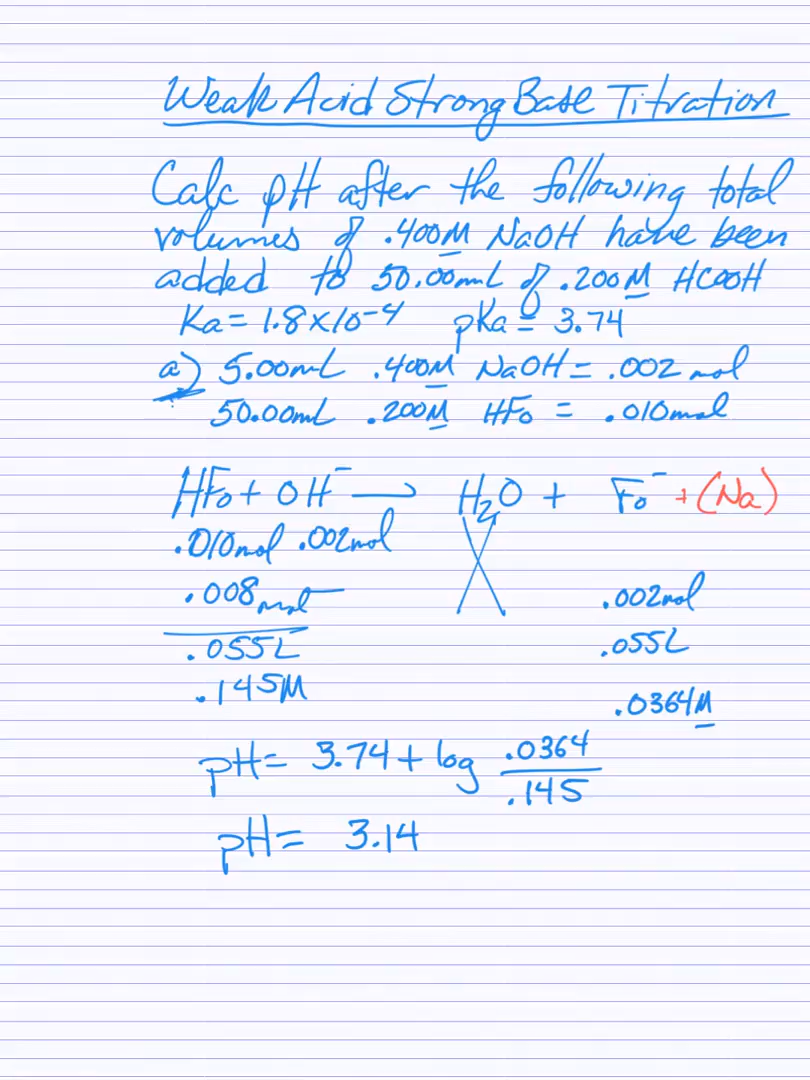 Weak Acid Strong Base Titration
Calc pH after the following total
volumes of .400M NaOH have been
added to 50.00mL of .200M HCOOH
Ka = 1.8x10-4 pKa = 3.74
a) 5.00mL .400M NaOH = .002 mol
50.00mL .200M HFo = .010mol
HFo + OH- → H2O + Fo- + (Na)
.010mol .002mol
.008mol .002mol
.055L .055L
.145M .0364M
pH = 3.74 + log .0364
.145
pH = 3.14